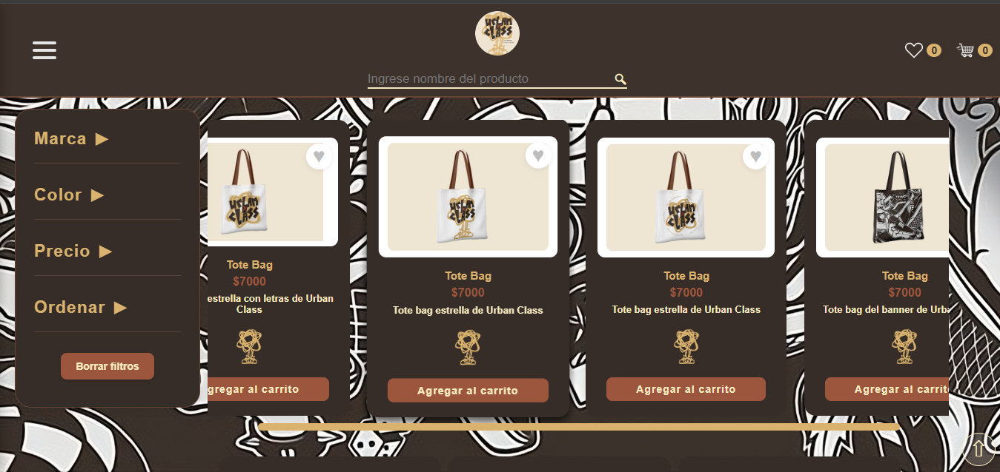 URBAN
CLASS
0
0
Ingrese nombre del producto
Marca ▶
Color ▶
Precio ▶
Ordenar ▶
Borrar filtros
Tote Bag
$7000
estrella con letras de Urban
Class
gregar al carrito
Tote Bag
$7000
Tote bag estrella de Urban Class
Agregar al carrito
Tote Bag
$7000
Tote bag estrella de Urban Class
Agregar al carrito
Tote Bag
$7000
Tote bag del banner de Urba
Agregar al carrit